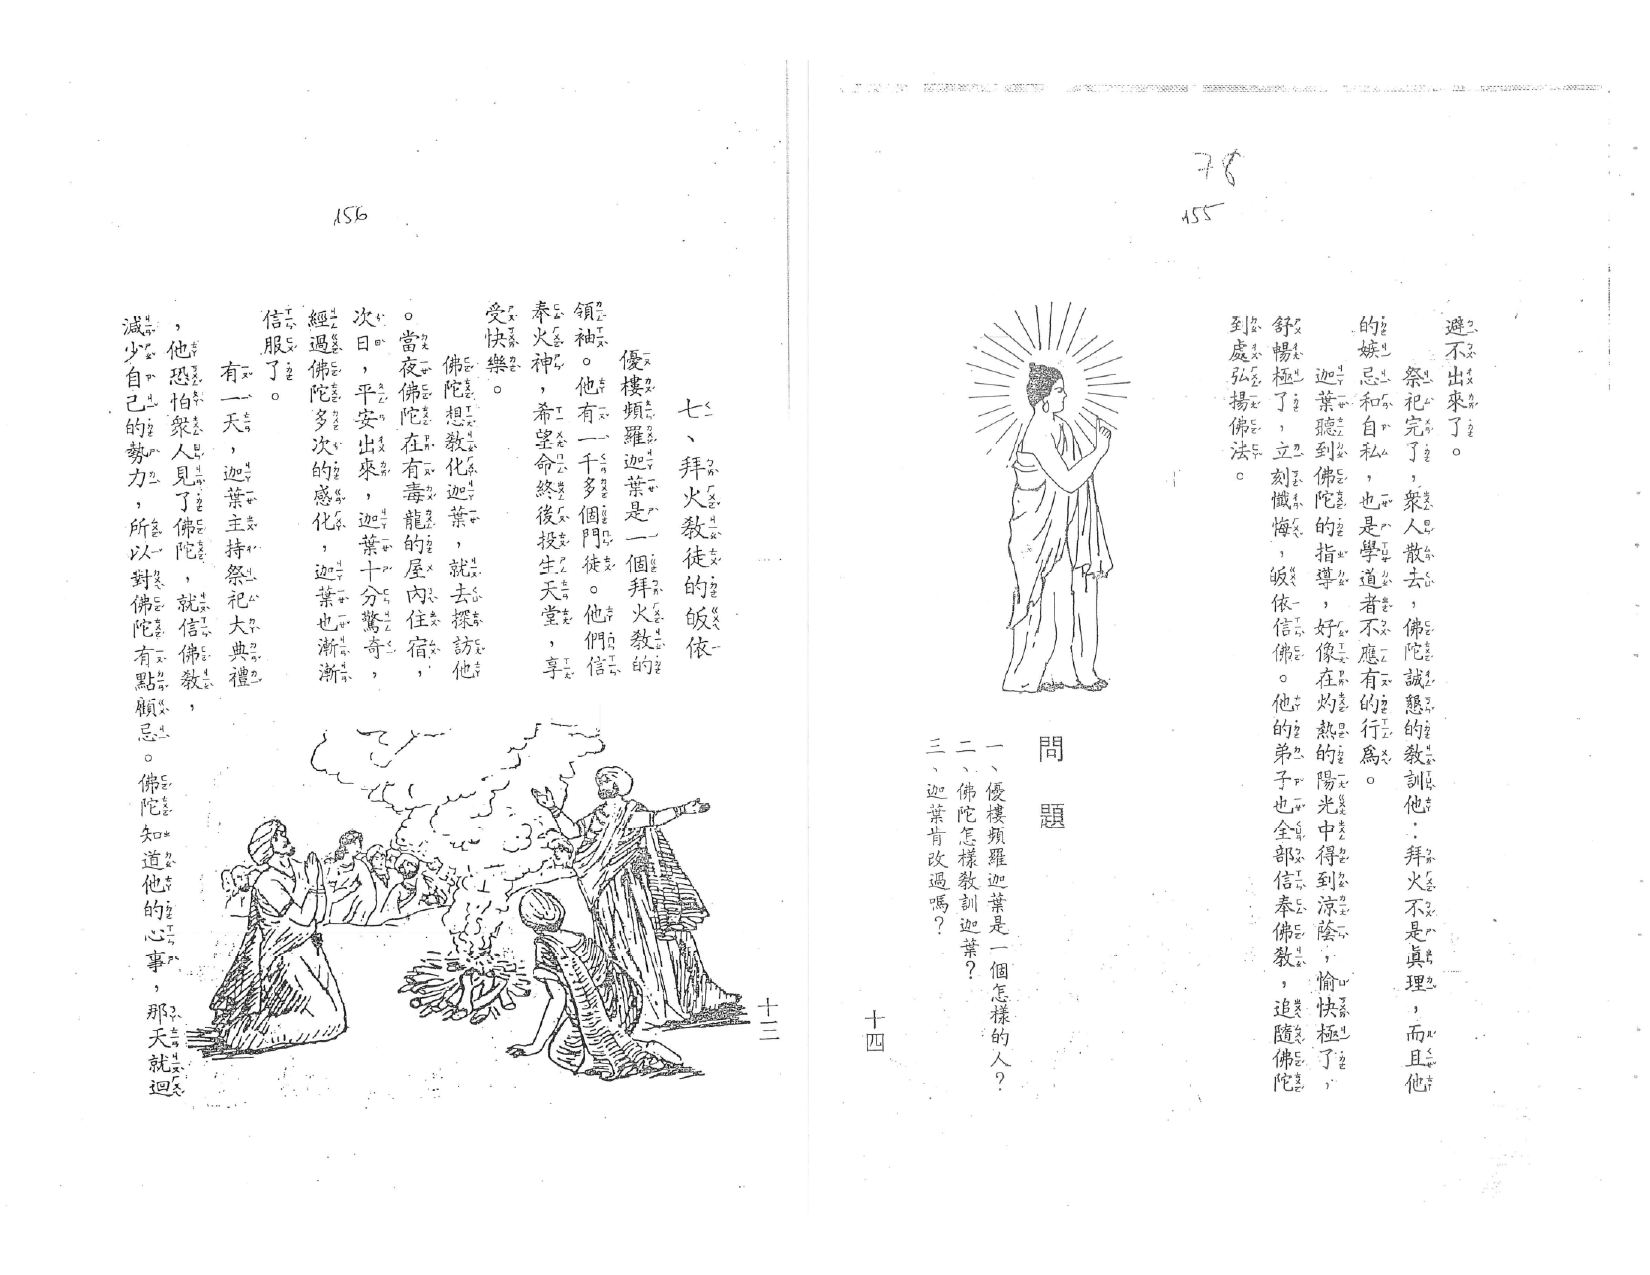 156
七、拜火教徒的皈依
優樓頻羅迦葉是一個拜火教的
領袖。他有一千多個門徒。他們信
奉火神，希望命終後投生天堂，享
受快樂。
佛陀想教化迦葉，就去探訪他
。當夜佛陀在有毒龍的屋內住宿，
次日，平安出來，迦葉十分驚奇，
經過佛陀多次的感化，迦葉也漸漸
信服了。
有一天，迦葉主持祭祀大典禮
，他恐怕衆人見了佛陀，就信佛教，
減少自己的勢力，所以對佛陀有點顧忌。佛陀知道他的心事，那天就迴
十三
78
155
避不出來了。
祭祀完了，衆人散去，佛陀誠懇的教訓他：拜火不是眞理，而且他
的嫉忌和自私，也是學道者不應有的行爲。
迦葉聽到佛陀的指導，好像在灼熱的陽光中得到涼蔭，愉快極了，
舒暢極了，立刻懺悔，皈依信佛。他的弟子也全部信奉佛教，追隨佛陀
到處弘揚佛法。
問題
一、優樓頻羅迦葉是一個怎樣的人？
二、佛陀怎樣教訓迦葉？
三、迦葉肯改過嗎？
十四